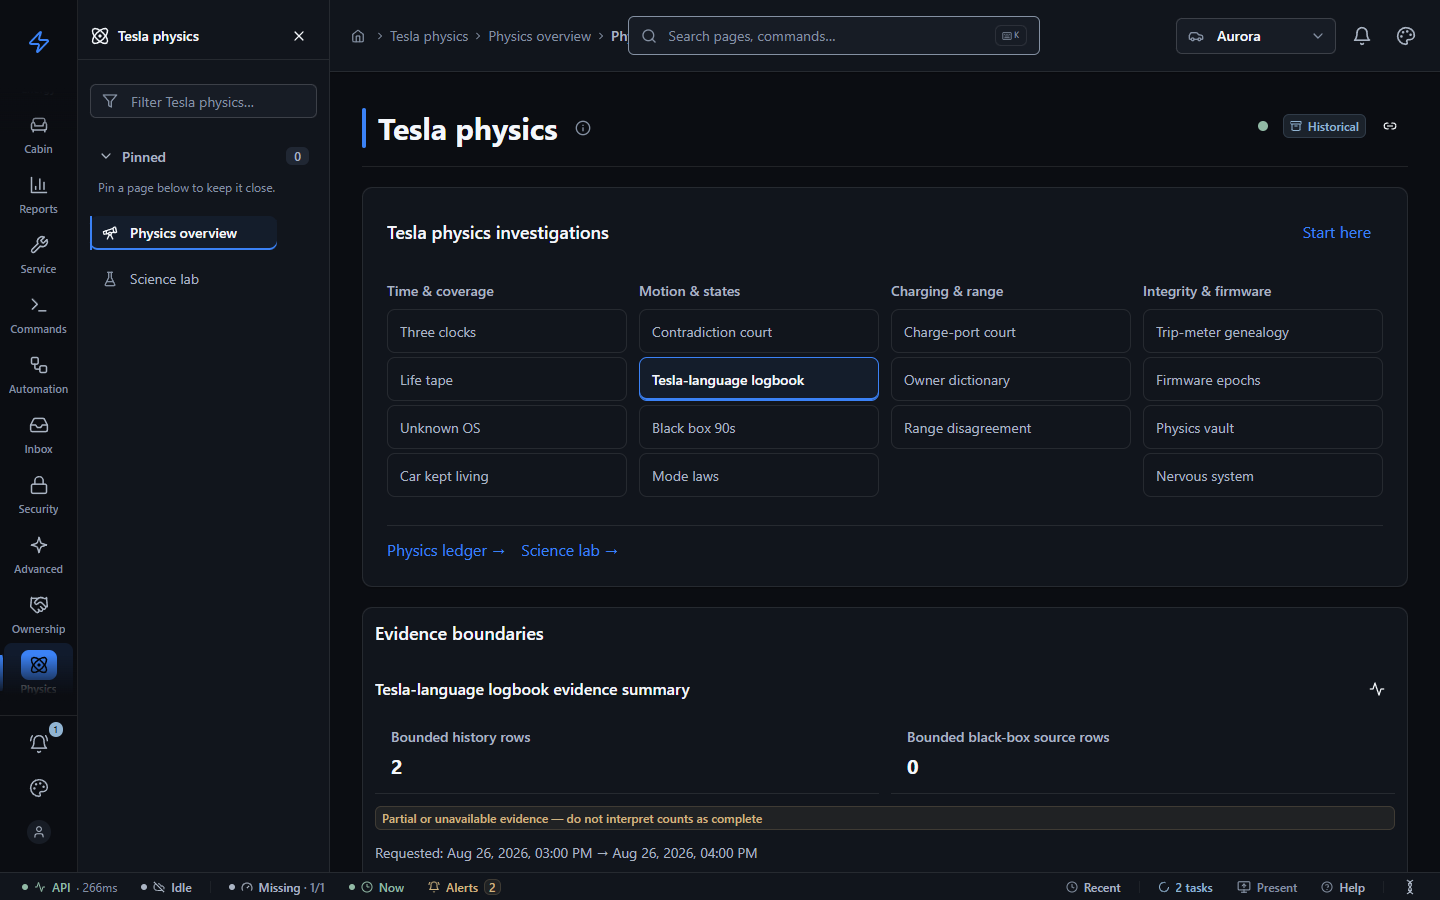 Tesla physics
Tesla physics
Physics overview
Ph
Search pages, commands...
K
Aurora
Filter Tesla physics...
Pinned
0
Pin a page below to keep it close.
Physics overview
Science lab
Cabin
Reports
Service
Commands
Automation
Inbox
Security
Advanced
Ownership
Physics
1
Tesla physics
Historical
Tesla physics investigations
Start here
Time & coverage
Three clocks
Life tape
Unknown OS
Car kept living
Motion & states
Contradiction court
Tesla-language logbook
Black box 90s
Mode laws
Charging & range
Charge-port court
Owner dictionary
Range disagreement
Integrity & firmware
Trip-meter genealogy
Firmware epochs
Physics vault
Nervous system
Physics ledger →
Science lab →
Evidence boundaries
Tesla-language logbook evidence summary
Bounded history rows
2
Bounded black-box source rows
0
Partial or unavailable evidence — do not interpret counts as complete
Requested: Aug 26, 2026, 03:00 PM → Aug 26, 2026, 04:00 PM
API · 266ms
Idle
Missing · 1/1
Now
Alerts 2
Recent
2 tasks
Present
Help